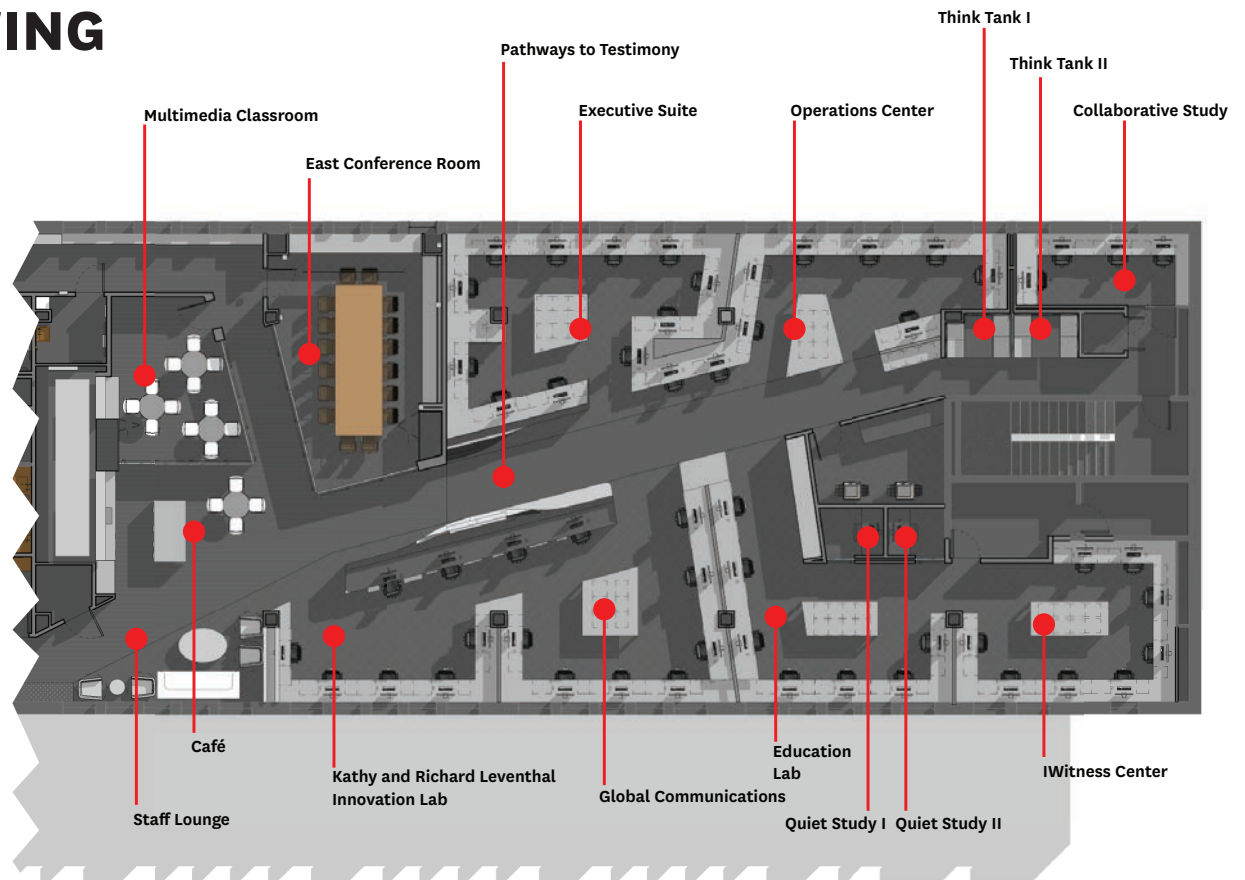 WING
Think Tank I
Pathways to Testimony
Think Tank II
Multimedia Classroom
Executive Suite
Operations Center
Collaborative Study
East Conference Room
Café
Education
Lab
IWitness Center
Kathy and Richard Leventhal
Innovation Lab
Global Communications
Staff Lounge
Quiet Study I
Quiet Study II